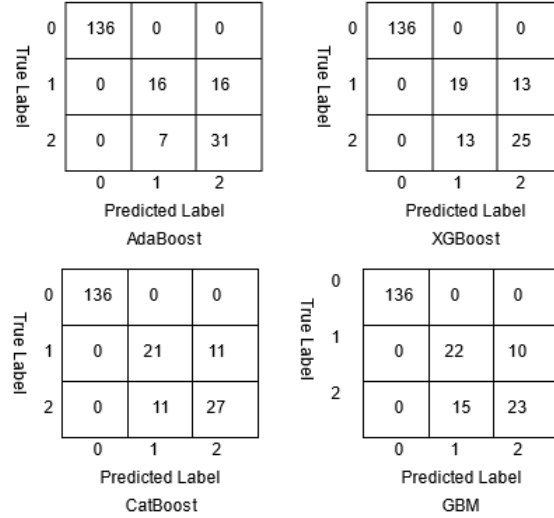 True Label
0 136 0 0
1 0 16 16
2 0 7 31
0 1 2
Predicted Label
AdaBoost
True Label
0 136 0 0
1 0 19 13
2 0 13 25
0 1 2
Predicted Label
XGBoost
True Label
0 136 0 0
1 0 21 11
2 0 11 27
0 1 2
Predicted Label
CatBoost
True Label
0 136 0 0
1 0 22 10
2 0 15 23
0 1 2
Predicted Label
GBM